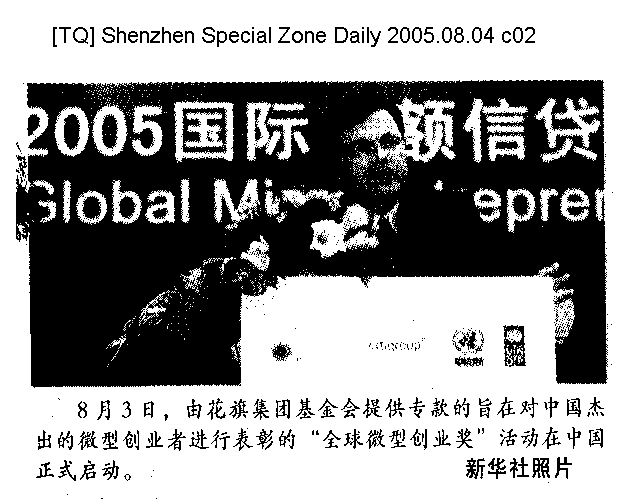 [TQ] Shenzhen Special Zone Daily 2005.08.04 c02
2005国际 额信贷
Global Mi t epren
citigroup
8月3日，由花旗集团基金会提供专款的旨在对中国杰
出的微型创业者进行表彰的“全球微型创业奖”活动在中国
正式启动。 新华社照片